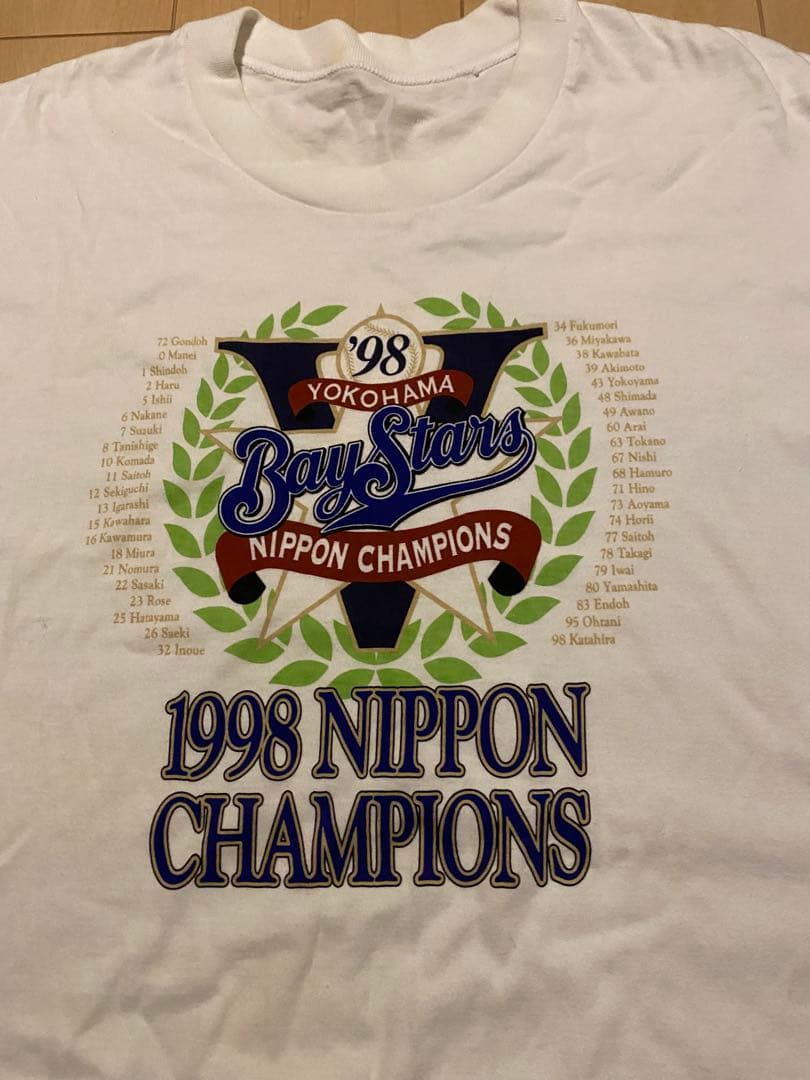 72 Gondoh
0 Manei
1 Shindoh
2 Haru
5 Ishii
6 Nakane
7 Suzuki
8 Tanishige
10 Komada
11 Saitoh
12 Sekiguchi
13 Igarashi
15 Kawahara
16 Kawamura
18 Miura
21 Nomura
22 Sasaki
23 Rose
25 Hatayama
26 Saeki
32 Inoue
'98
YOKOHAMA
BayStars
NIPPON CHAMPIONS
34 Fukumori
36 Miyakawa
38 Kawabata
39 Akimoto
43 Yokoyama
48 Shimada
49 Awano
60 Arai
63 Tokano
67 Nishi
68 Hamuro
71 Hino
73 Aoyama
74 Horii
77 Saitoh
78 Takagi
79 Iwai
80 Yamashita
83 Endoh
95 Ohtani
98 Katahira
1998 NIPPON
CHAMPIONS